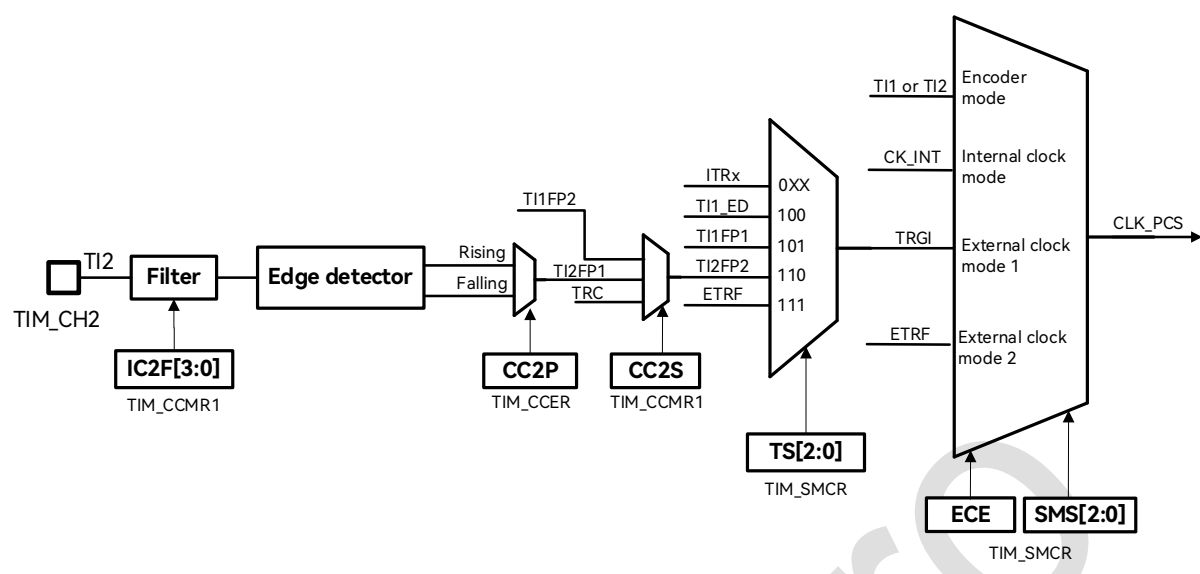 TI1 or TI2
Encoder
mode
CK_INT
Internal clock
mode
ITRx
0XX
TI1FP2
TI1_ED
100
CLK_PCS
TI1FP1
101
TRGI
External clock
mode 1
Rising
TI2
Filter
Edge detector
TI2FP1
TI2FP2
110
Falling
TRC
ETRF
111
TIM_CH2
ETRF
External clock
mode 2
IC2F[3:0]
CC2P
CC2S
TIM_CCMR1
TIM_CCER
TIM_CCMR1
TS[2:0]
TIM_SMCR
ECE
SMS[2:0]
TIM_SMCR